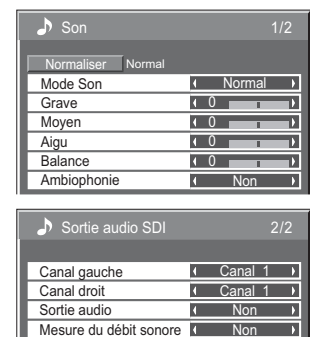 Son 1/2
Normaliser Normal
Mode Son Normal
Grave 0
Moyen 0
Aigu 0
Balance 0
Ambiophonie Non
Sortie audio SDI 2/2
Canal gauche Canal 1
Canal droit Canal 1
Sortie audio Non
Mesure du débit sonore Non